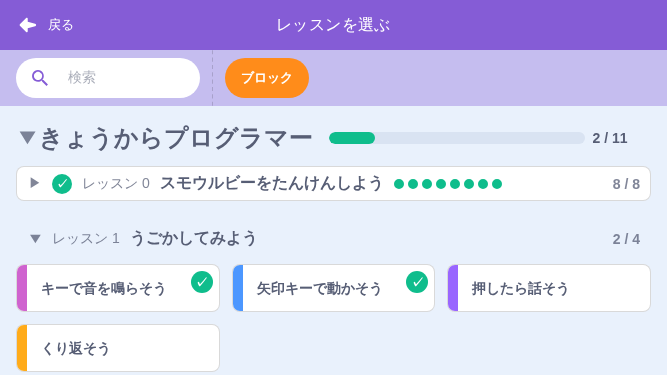 戻る
レッスンを選ぶ
検索
ブロック
きょうからプログラマー 2 / 11
レッスン 0 スモウルビーをたんけんしよう 8 / 8
レッスン 1 うごかしてみよう 2 / 4
キーで音を鳴らそう
矢印キーで動かそう
押したら話そう
くり返そう